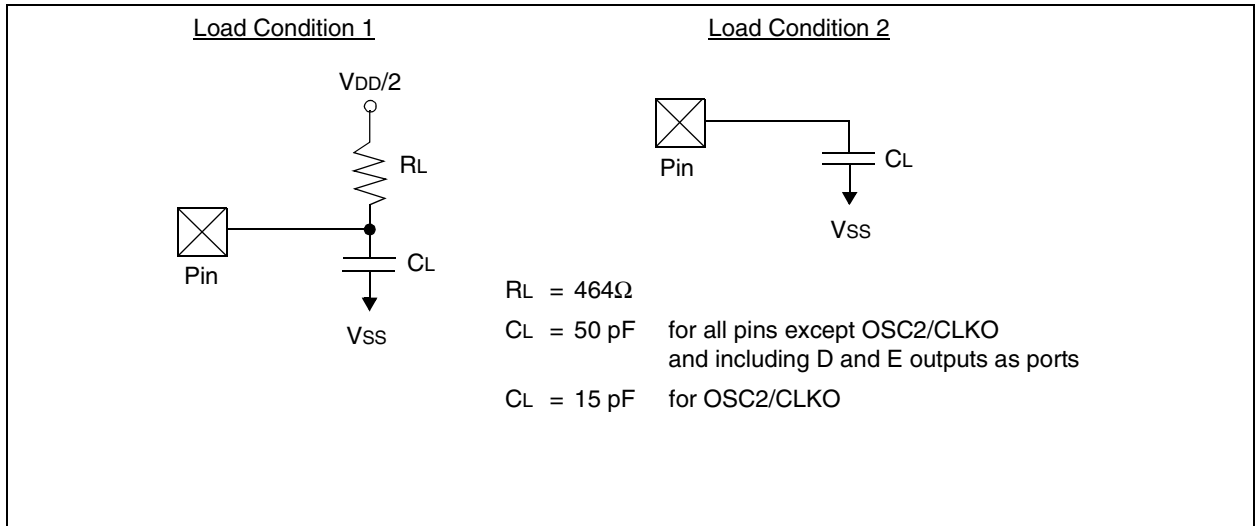 Load Condition 1
VDD/2
RL
Pin
CL
VSS
Load Condition 2
Pin
CL
VSS
RL = 464Ω
CL = 50 pF for all pins except OSC2/CLKO
and including D and E outputs as ports
CL = 15 pF for OSC2/CLKO